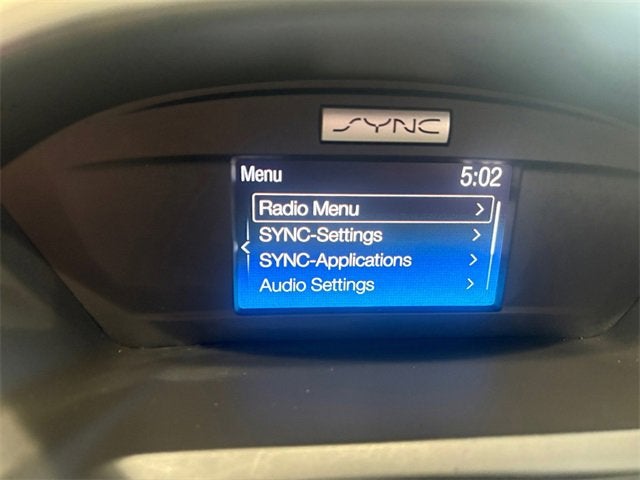 SYNC
Menu 5:02
Radio Menu >
SYNC-Settings >
<
SYNC-Applications >
Audio Settings >